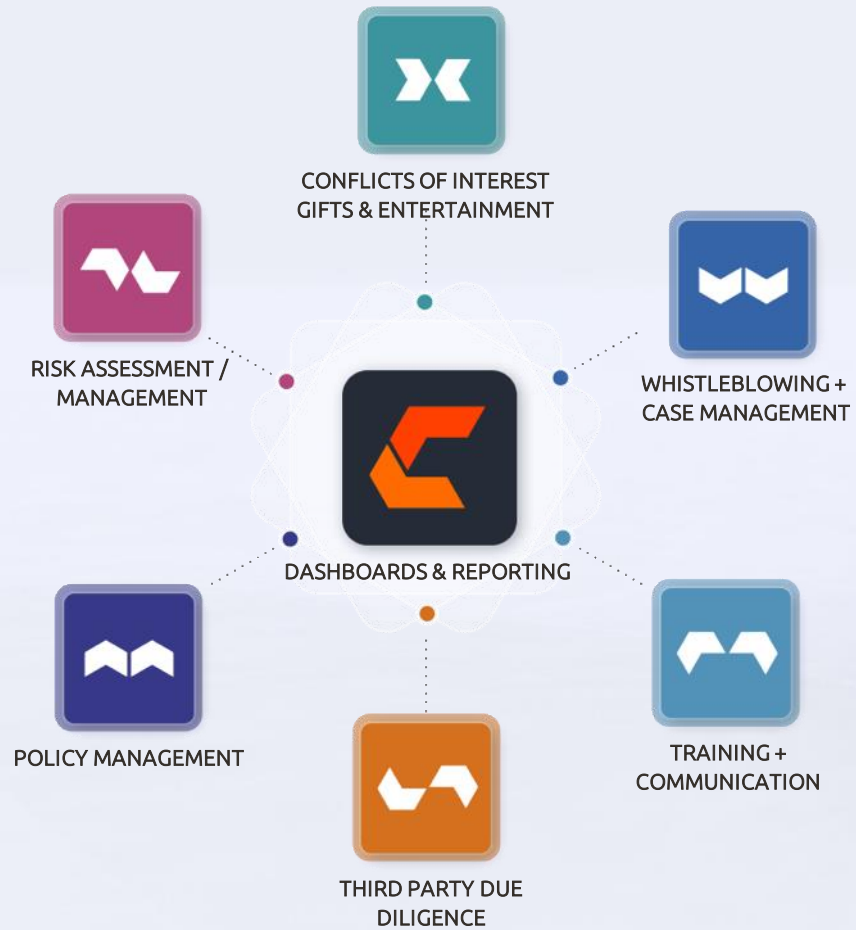 CONFLICTS OF INTEREST
GIFTS & ENTERTAINMENT
RISK ASSESSMENT /
MANAGEMENT
WHISTLEBLOWING +
CASE MANAGEMENT
DASHBOARDS & REPORTING
POLICY MANAGEMENT
TRAINING +
COMMUNICATION
THIRD PARTY DUE
DILIGENCE